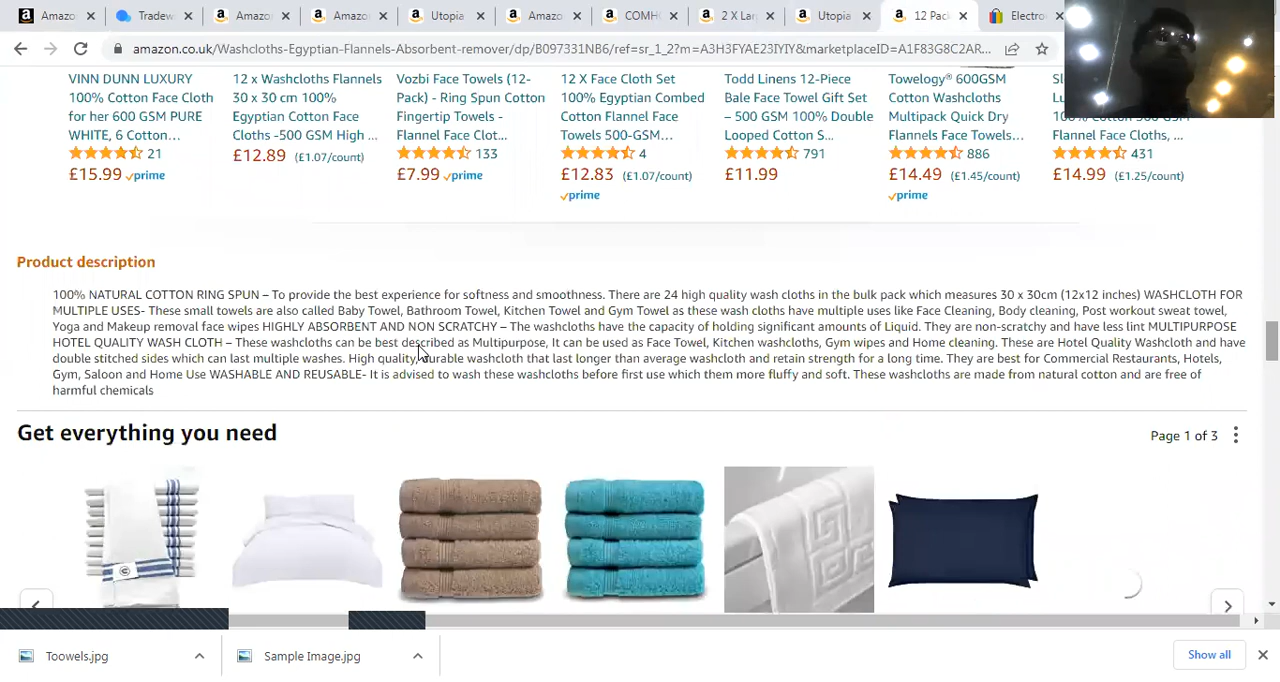 Amazo
Tradew
Amazo
Amazo
Utopia
Amazo
COMHO
2 X Lar
Utopia
12 Pac
Electro
amazon.co.uk/Washcloths-Egyptian-Flannels-Absorbent-remover/dp/B097331NB6/ref=sr_1_2?m=A3H3FYAE23IYIY&marketplaceID=A1F83G8C2AR...
VINN DUNN LUXURY
100% Cotton Face Cloth
for her 600 GSM PURE
WHITE, 6 Cotton...
21
£15.99 prime
12 x Washcloths Flannels
30 x 30 cm 100%
Egyptian Cotton Face
Cloths -500 GSM High ...
£12.89 (£1.07/count)
Vozbi Face Towels (12-
Pack) - Ring Spun Cotton
Fingertip Towels -
Flannel Face Clot...
133
£7.99 prime
12 X Face Cloth Set
100% Egyptian Combed
Cotton Flannel Face
Towels 500-GSM...
4
£12.83 (£1.07/count)
prime
Todd Linens 12-Piece
Bale Face Towel Gift Set
– 500 GSM 100% Double
Looped Cotton S...
791
£11.99
Towelogy® 600GSM
Cotton Washcloths
Multipack Quick Dry
Flannels Face Towels...
886
£14.49 (£1.45/count)
prime
Flannel Face Cloths, ...
431
£14.99 (£1.25/count)
Product description
100% NATURAL COTTON RING SPUN – To provide the best experience for softness and smoothness. There are 24 high quality wash cloths in the bulk pack which measures 30 x 30cm (12x12 inches) WASHCLOTH FOR
MULTIPLE USES- These small towels are also called Baby Towel, Bathroom Towel, Kitchen Towel and Gym Towel as these wash cloths have multiple uses like Face Cleaning, Body cleaning, Post workout sweat towel,
Yoga and Makeup removal face wipes HIGHLY ABSORBENT AND NON SCRATCHY – The washcloths have the capacity of holding significant amounts of Liquid. They are non-scratchy and have less lint MULTIPURPOSE
HOTEL QUALITY WASH CLOTH – These washcloths can be best described as Multipurpose, It can be used as Face Towel, Kitchen washcloths, Gym wipes and Home cleaning. These are Hotel Quality Washcloth and have
double stitched sides which can last multiple washes. High quality durable washcloth that last longer than average washcloth and retain strength for a long time. They are best for Commercial Restaurants, Hotels,
Gym, Saloon and Home Use WASHABLE AND REUSABLE- It is advised to wash these washcloths before first use which them more fluffy and soft. These washcloths are made from natural cotton and are free of
harmful chemicals
Get everything you need
Page 1 of 3
Toowels.jpg
Sample Image.jpg
Show all